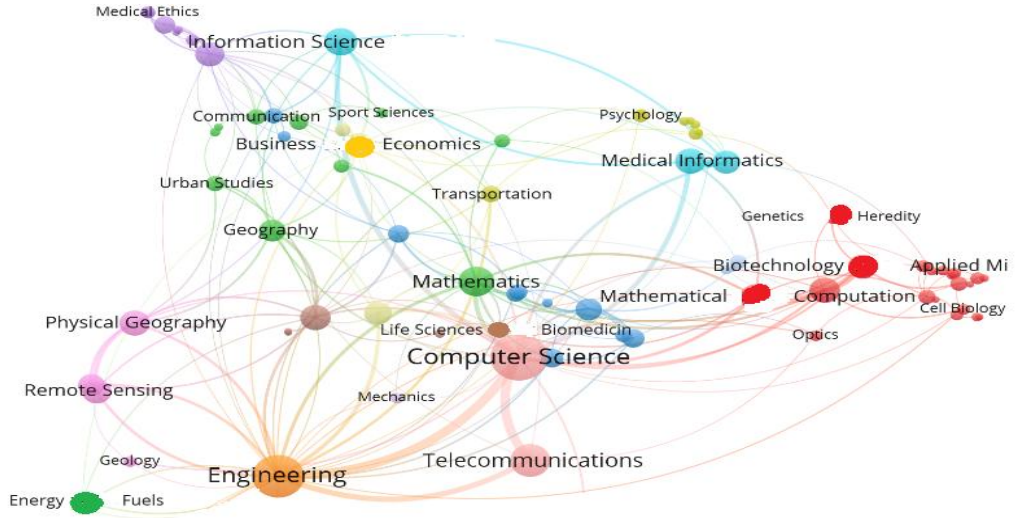 Medical Ethics
Information Science
Communication
Sport Sciences
Psychology
Business
Economics
Medical Informatics
Urban Studies
Transportation
Genetics
Heredity
Geography
Biotechnology
Applied Mi
Mathematics
Mathematical
Computation
Cell Biology
Physical Geography
Life Sciences
Biomedicin
Optics
Computer Science
Remote Sensing
Mechanics
Geology
Engineering
Telecommunications
Energy
Fuels